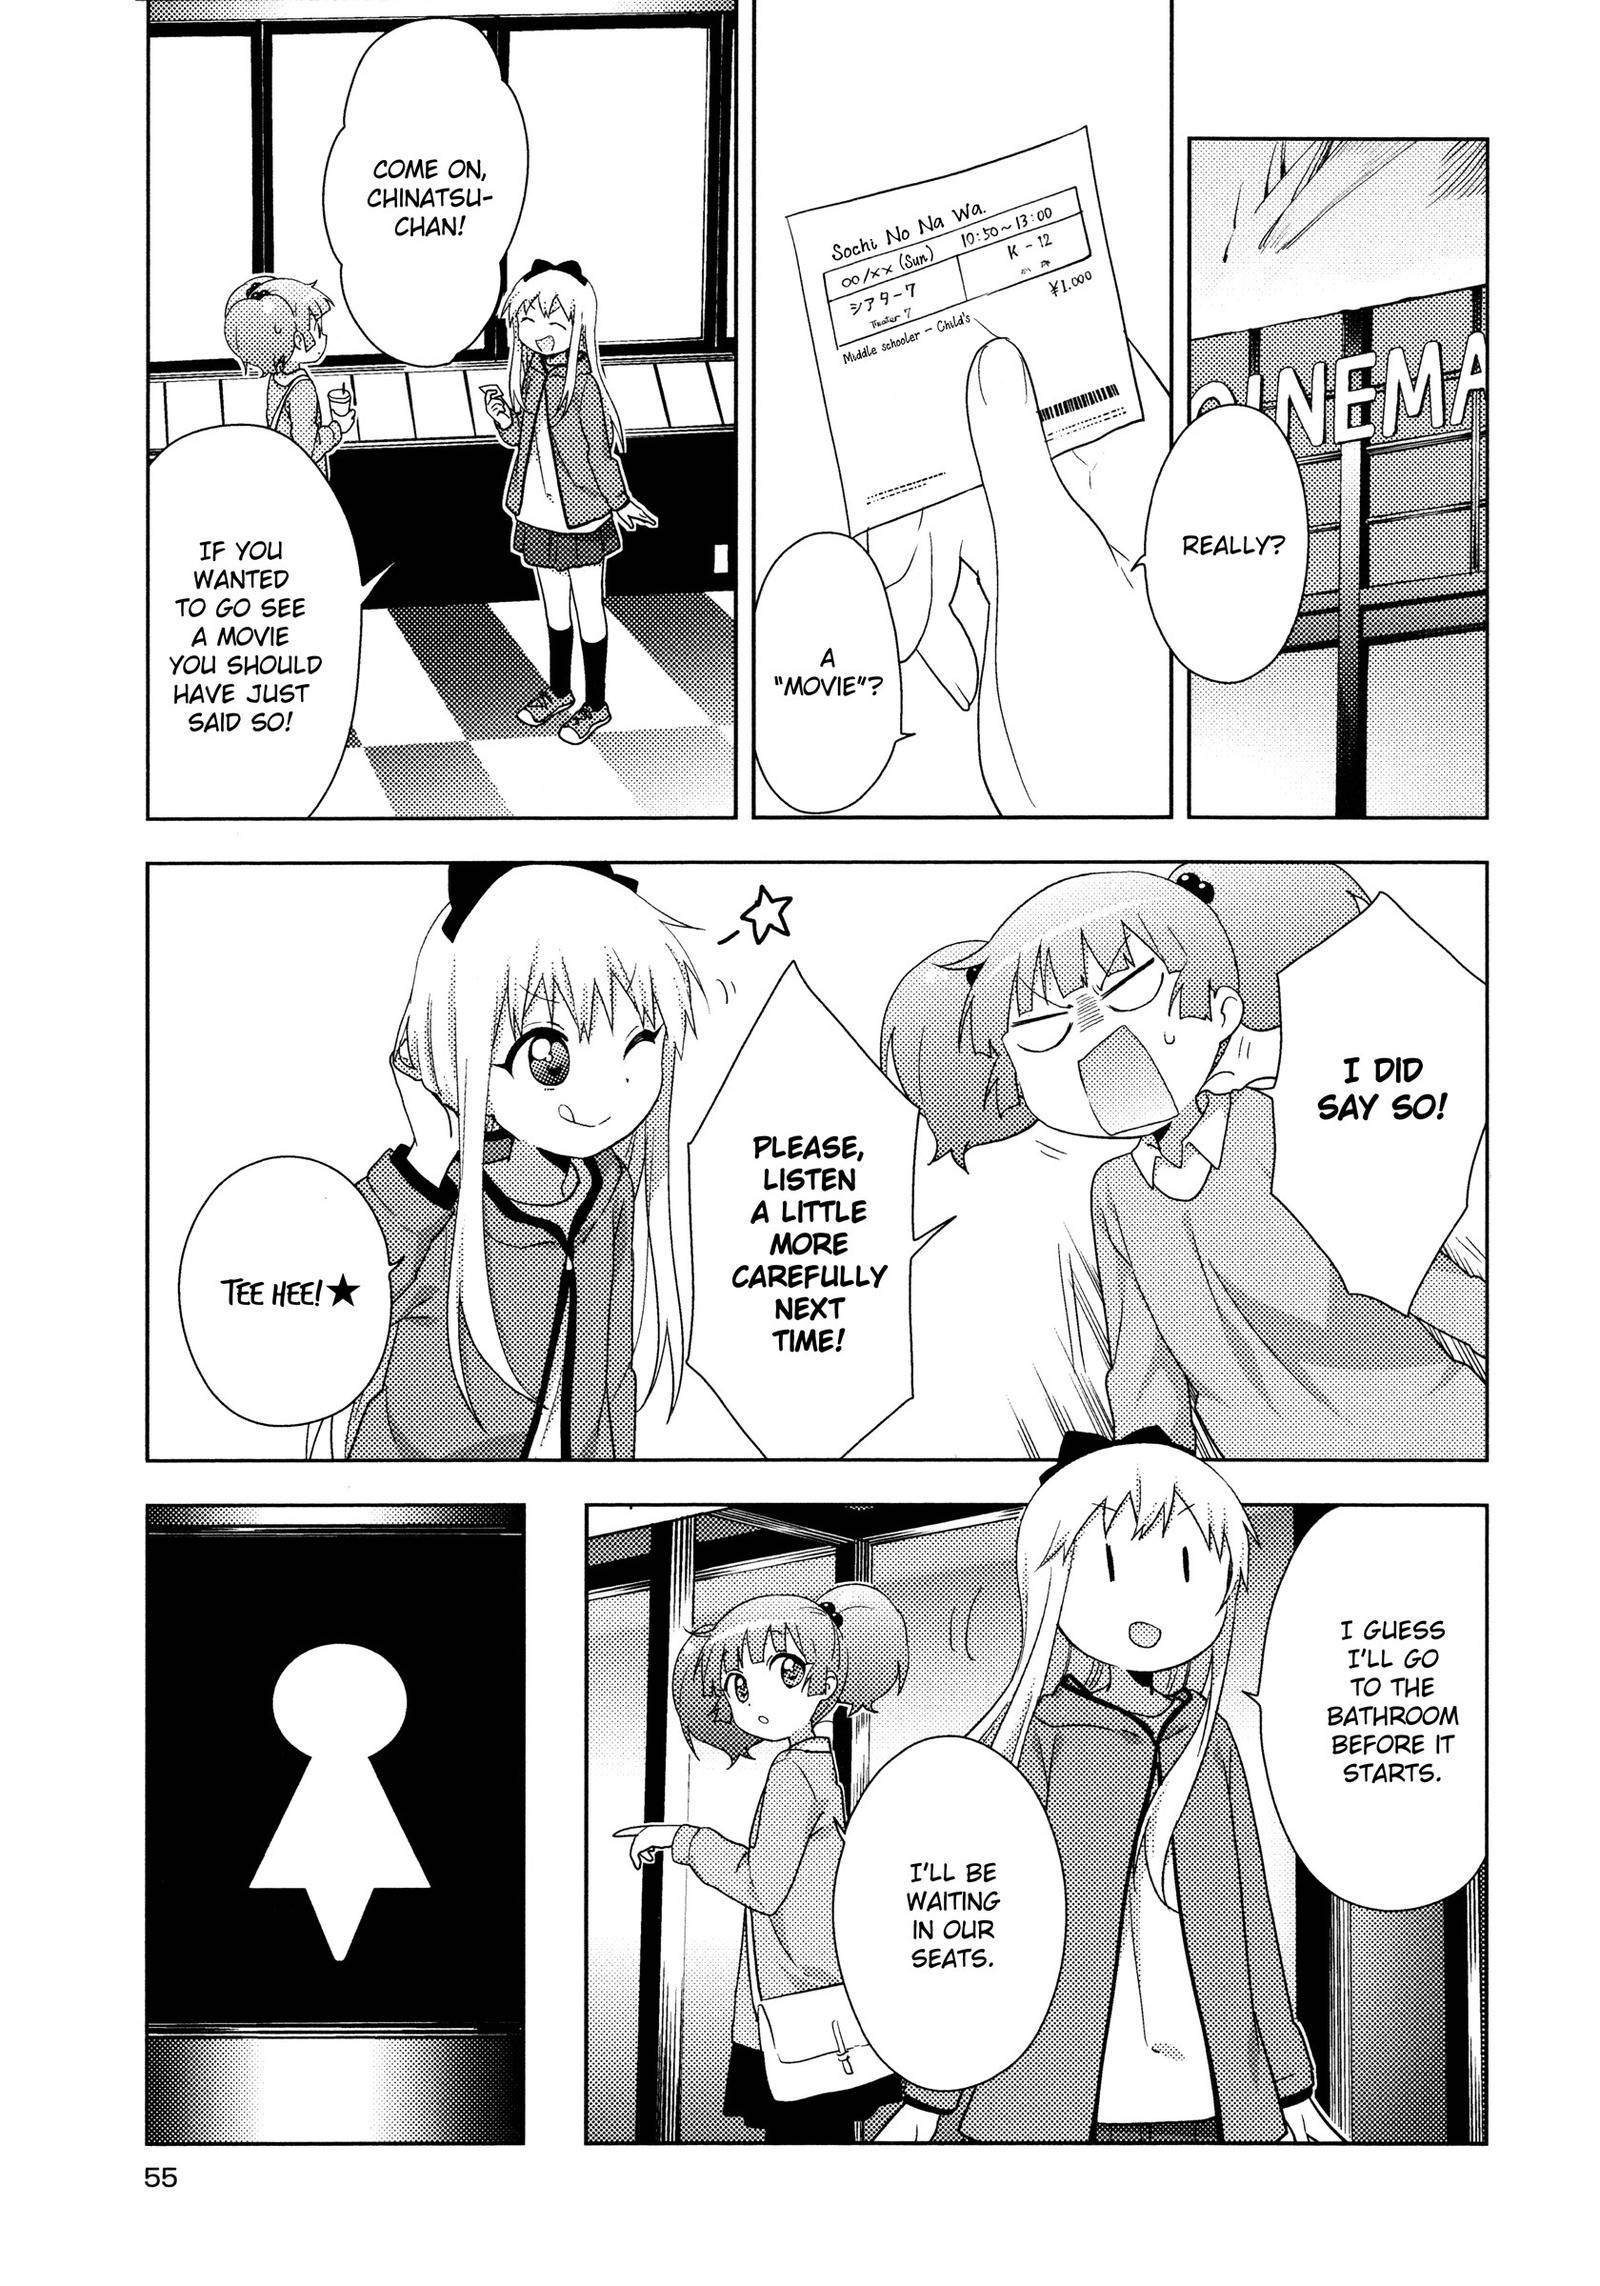 CINEMA
REALLY?
Sochi No Na Wa.
00/xx (Sun)
10:50~13:00
シアター7
Theater 7
K - 12
¥1.000
Middle schooler - Child's
A
"MOVIE"?
COME ON,
CHINATSU-
CHAN!
IF YOU
WANTED
TO GO SEE
A MOVIE
YOU SHOULD
HAVE JUST
SAID SO!
I DID
SAY SO!
PLEASE,
LISTEN
A LITTLE
MORE
CAREFULLY
NEXT
TIME!
TEE HEE!★
I GUESS
I'LL GO
TO THE
BATHROOM
BEFORE IT
STARTS.
I'LL BE
WAITING
IN OUR
SEATS.
55